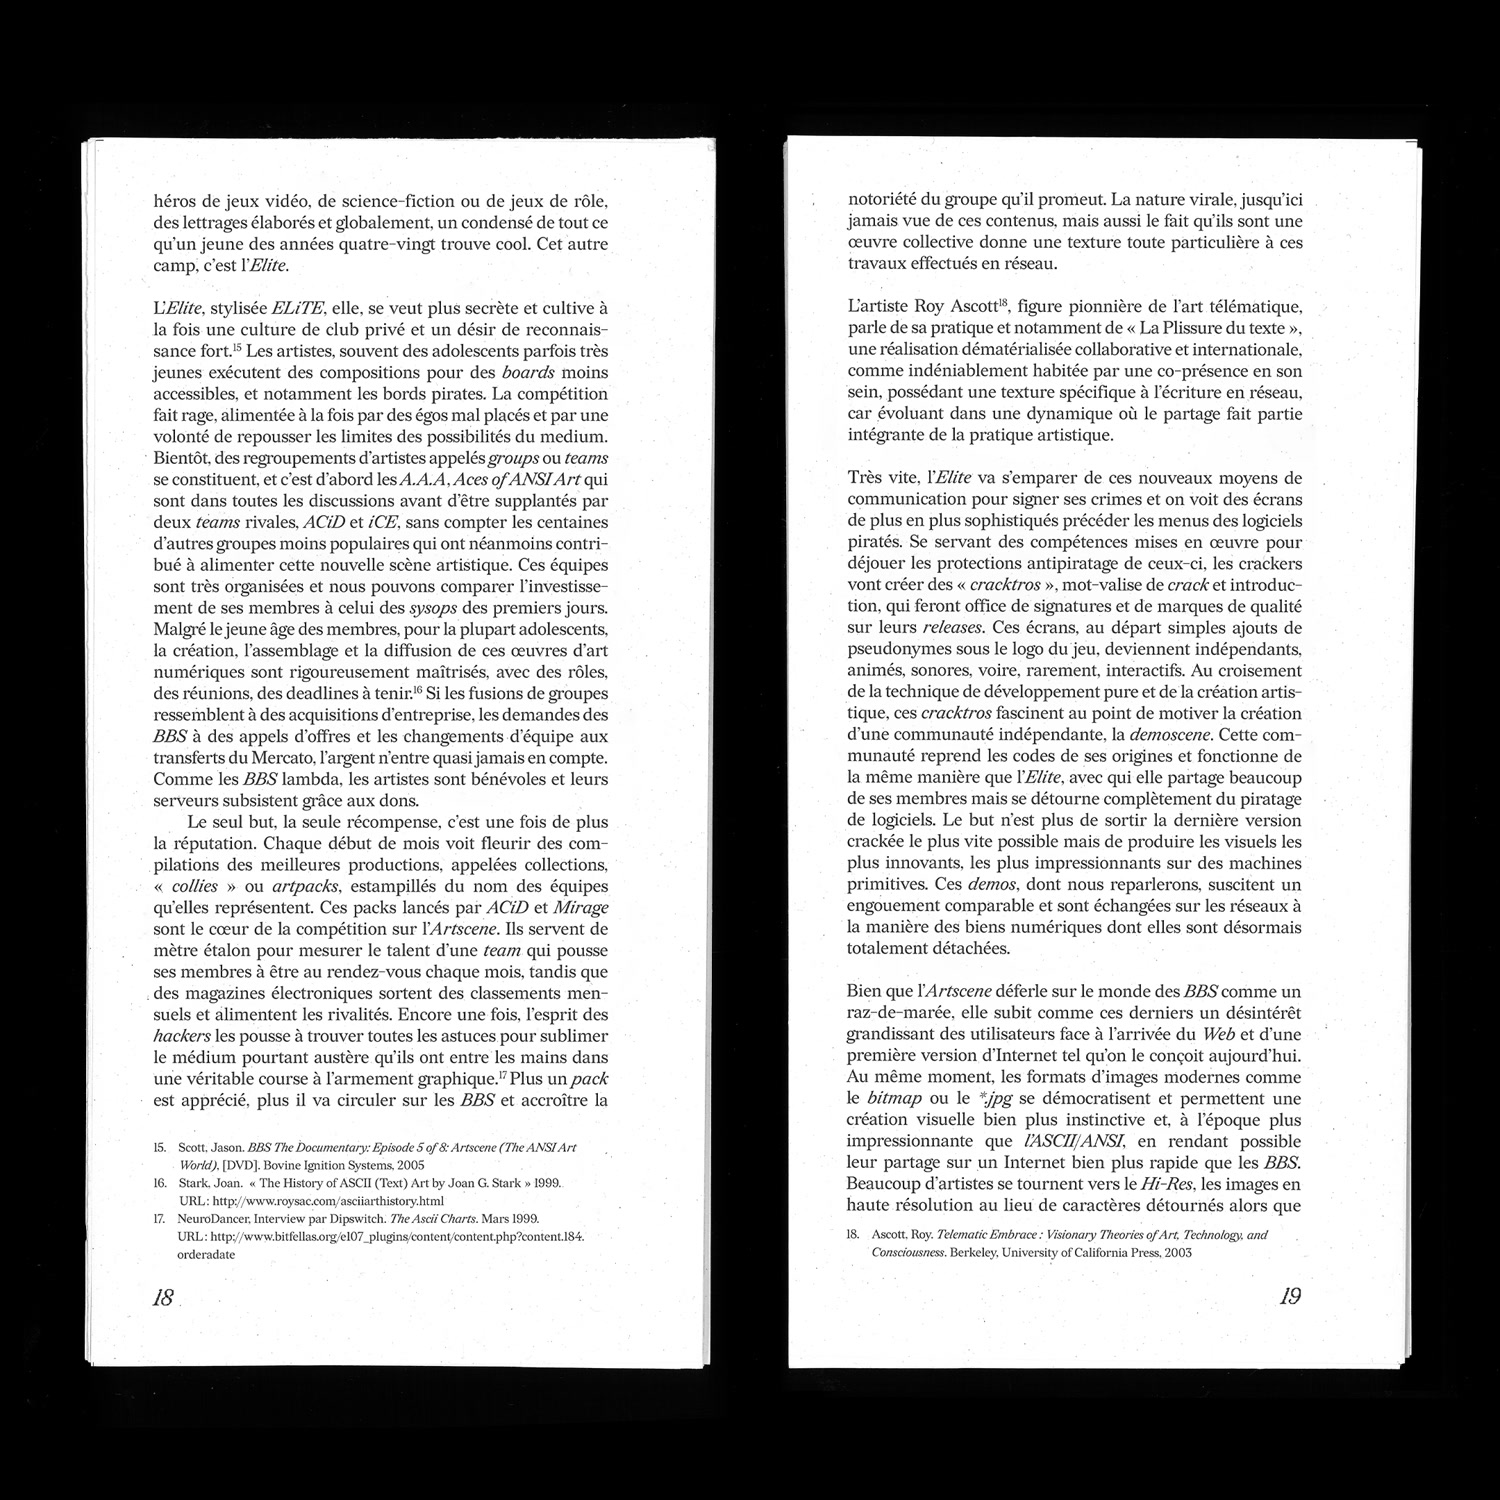 héros de jeux vidéo, de science-fiction ou de jeux de rôle,
des lettrages élaborés et globalement, un condensé de tout ce
qu'un jeune des années quatre-vingt trouve cool. Cet autre
camp, c'est l'Elite.
L'Elite, stylisée ELiTE, elle, se veut plus secrète et cultive à
la fois une culture de club privé et un désir de reconnais-
sance fort.15 Les artistes, souvent des adolescents parfois très
jeunes exécutent des compositions pour des boards moins
accessibles, et notamment les bords pirates. La compétition
fait rage, alimentée à la fois par des égos mal placés et par une
volonté de repousser les limites des possibilités du medium.
Bientôt, des regroupements d'artistes appelés groups ou teams
se constituent, et c'est d'abord les A.A.A, Aces of ANSI Art qui
sont dans toutes les discussions avant d'être supplantés par
deux teams rivales, ACiD et iCE, sans compter les centaines
d'autres groupes moins populaires qui ont néanmoins contri-
bué à alimenter cette nouvelle scène artistique. Ces équipes
sont très organisées et nous pouvons comparer l'investisse-
ment de ses membres à celui des sysops des premiers jours.
Malgré le jeune âge des membres, pour la plupart adolescents,
la création, l'assemblage et la diffusion de ces œuvres d'art
numériques sont rigoureusement maîtrisés, avec des rôles,
des réunions, des deadlines à tenir.16 Si les fusions de groupes
ressemblent à des acquisitions d'entreprise, les demandes des
BBS à des appels d'offres et les changements d'équipe aux
transferts du Mercato, l'argent n'entre quasi jamais en compte.
Comme les BBS lambda, les artistes sont bénévoles et leurs
serveurs subsistent grâce aux dons.
Le seul but, la seule récompense, c'est une fois de plus
la réputation. Chaque début de mois voit fleurir des com-
pilations des meilleures productions, appelées collections,
« collies » ou artpacks, estampillés du nom des équipes
qu'elles représentent. Ces packs lancés par ACiD et Mirage
sont le cœur de la compétition sur l'Artscene. Ils servent de
mètre étalon pour mesurer le talent d'une team qui pousse
ses membres à être au rendez-vous chaque mois, tandis que
des magazines électroniques sortent des classements men-
suels et alimentent les rivalités. Encore une fois, l'esprit des
hackers les pousse à trouver toutes les astuces pour sublimer
le médium pourtant austère qu'ils ont entre les mains dans
une véritable course à l'armement graphique.17 Plus un pack
est apprécié, plus il va circuler sur les BBS et accroître la
15. Scott, Jason. BBS The Documentary: Episode 5 of 8: Artscene (The ANSI Art
World), [DVD]. Bovine Ignition Systems, 2005
16. Stark, Joan. « The History of ASCII (Text) Art by Joan G. Stark » 1999.
URL : http://www.roysac.com/asciiarthistory.html
17. NeuroDancer, Interview par Dipswitch. The Ascii Charts. Mars 1999.
URL : http://www.bitfellas.org/e107_plugins/content/content.php?content.184.
orderadate
18
notoriété du groupe qu'il promeut. La nature virale, jusqu'ici
jamais vue de ces contenus, mais aussi le fait qu'ils sont une
œuvre collective donne une texture toute particulière à ces
travaux effectués en réseau.
L'artiste Roy Ascott18, figure pionnière de l'art télématique,
parle de sa pratique et notamment de « La Plissure du texte »,
une réalisation dématérialisée collaborative et internationale,
comme indéniablement habitée par une co-présence en son
sein, possédant une texture spécifique à l'écriture en réseau,
car évoluant dans une dynamique où le partage fait partie
intégrante de la pratique artistique.
Très vite, l'Elite va s'emparer de ces nouveaux moyens de
communication pour signer ses crimes et on voit des écrans
de plus en plus sophistiqués précéder les menus des logiciels
piratés. Se servant des compétences mises en œuvre pour
déjouer les protections antipiratage de ceux-ci, les crackers
vont créer des « cracktros », mot-valise de crack et introduc-
tion, qui feront office de signatures et de marques de qualité
sur leurs releases. Ces écrans, au départ simples ajouts de
pseudonymes sous le logo du jeu, deviennent indépendants,
animés, sonores, voire, rarement, interactifs. Au croisement
de la technique de développement pure et de la création artis-
tique, ces cracktros fascinent au point de motiver la création
d'une communauté indépendante, la demoscene. Cette com-
munauté reprend les codes de ses origines et fonctionne de
la même manière que l'Elite, avec qui elle partage beaucoup
de ses membres mais se détourne complètement du piratage
de logiciels. Le but n'est plus de sortir la dernière version
crackée le plus vite possible mais de produire les visuels les
plus innovants, les plus impressionnants sur des machines
primitives. Ces demos, dont nous reparlerons, suscitent un
engouement comparable et sont échangées sur les réseaux à
la manière des biens numériques dont elles sont désormais
totalement détachées.
Bien que l'Artscene déferle sur le monde des BBS comme un
raz-de-marée, elle subit comme ces derniers un désintérêt
grandissant des utilisateurs face à l'arrivée du Web et d'une
première version d'Internet tel qu'on le conçoit aujourd'hui.
Au même moment, les formats d'images modernes comme
le bitmap ou le *.jpg se démocratisent et permettent une
création visuelle bien plus instinctive et, à l'époque plus
impressionnante que l'ASCII/ANSI, en rendant possible
leur partage sur un Internet bien plus rapide que les BBS.
Beaucoup d'artistes se tournent vers le Hi-Res, les images en
haute résolution au lieu de caractères détournés alors que
18. Ascott, Roy. Telematic Embrace : Visionary Theories of Art, Technology, and
Consciousness. Berkeley, University of California Press, 2003
19